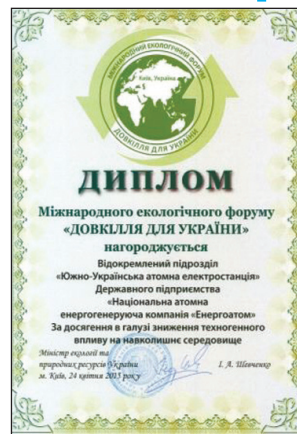 МІЖНАРОДНИЙ ЕКОЛОГІЧНИЙ ФОРУМ
Київ, Україна
ДОВКІЛЛЯ ДЛЯ УКРАЇНИ
ДИПЛОМ
Міжнародного екологічного форуму
«ДОВКІЛЛЯ ДЛЯ УКРАЇНИ»
нагороджується
Відокремлений підрозділ
«Южно-Українська атомна електростанція»
Державного підприємства
«Національна атомна
енергогенеруюча компанія «Енергоатом»
За досягення в галузі зниження техногенного
впливу на навколишнє середовище
Міністр екології та
природних ресурсів України
м. Київ, 24 квітня 2015 року
І. А. Шевченко